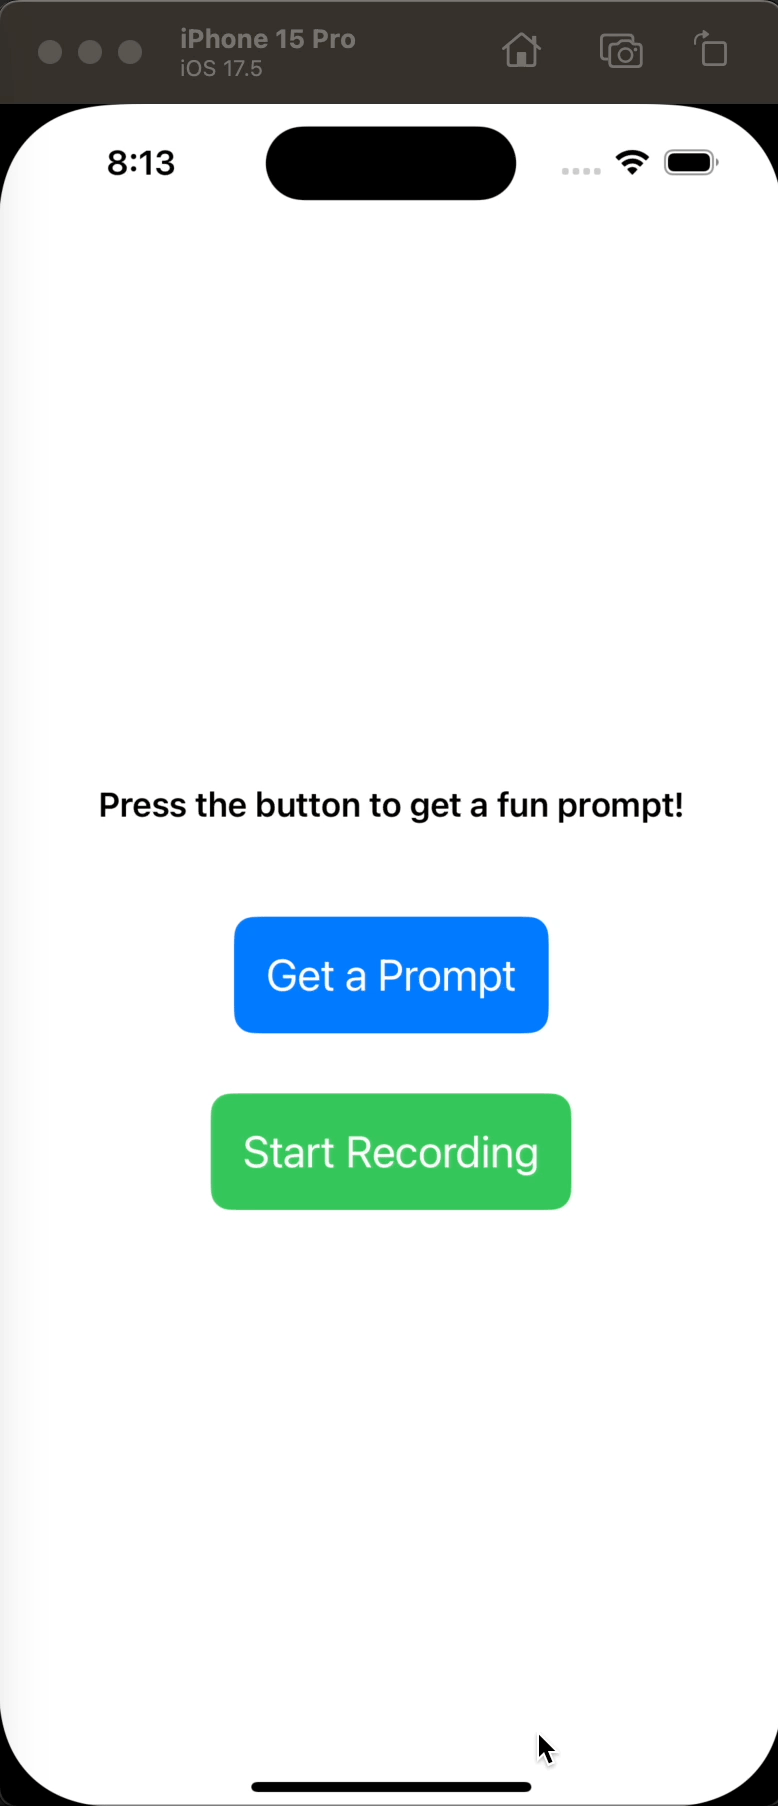 iPhone 15 Pro
iOS 17.5
8:13
Press the button to get a fun prompt!
Get a Prompt
Start Recording